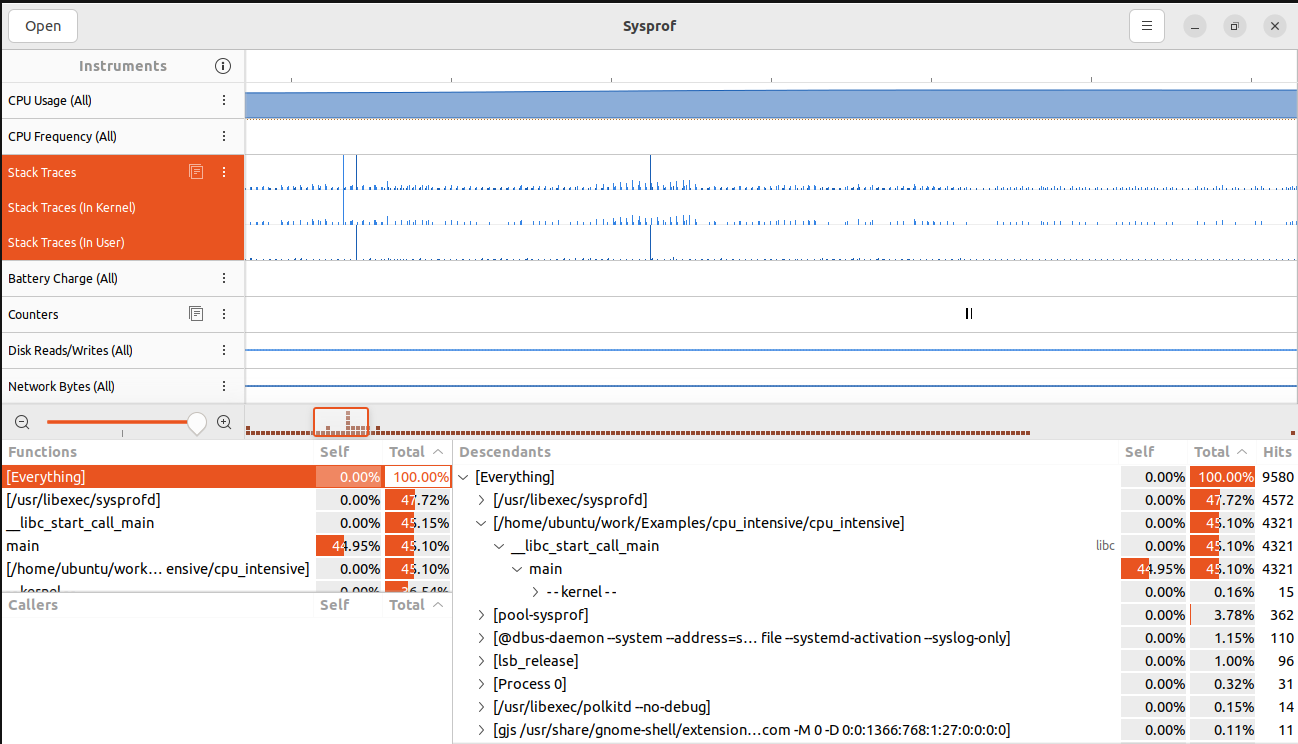 Open
Sysprof
Instruments
CPU Usage (All)
CPU Frequency (All)
Stack Traces
Stack Traces (In Kernel)
Stack Traces (In User)
Battery Charge (All)
Counters
Disk Reads/Writes (All)
Network Bytes (All)
Functions Self Total
[Everything] 0.00% 100.00%
[/usr/libexec/sysprofd] 0.00% 47.72%
__libc_start_call_main 0.00% 45.15%
main 44.95% 45.10%
[/home/ubuntu/work… ensive/cpu_intensive] 0.00% 45.10%
--kernel-- 0.00% 36.54%
Callers Self Total
Descendants Self Total Hits
[Everything] 0.00% 100.00% 9580
[/usr/libexec/sysprofd] 0.00% 47.72% 4572
[/home/ubuntu/work/Examples/cpu_intensive/cpu_intensive] 0.00% 45.10% 4321
__libc_start_call_main libc 0.00% 45.10% 4321
main 44.95% 45.10% 4321
--kernel-- 0.00% 0.16% 15
[pool-sysprof] 0.00% 3.78% 362
[@dbus-daemon --system --address=s… file --systemd-activation --syslog-only] 0.00% 1.15% 110
[lsb_release] 0.00% 1.00% 96
[Process 0] 0.00% 0.32% 31
[/usr/libexec/polkitd --no-debug] 0.00% 0.15% 14
[gjs /usr/share/gnome-shell/extension…com -M 0 -D 0:0:1366:768:1:27:0:0:0:0] 0.00% 0.11% 11